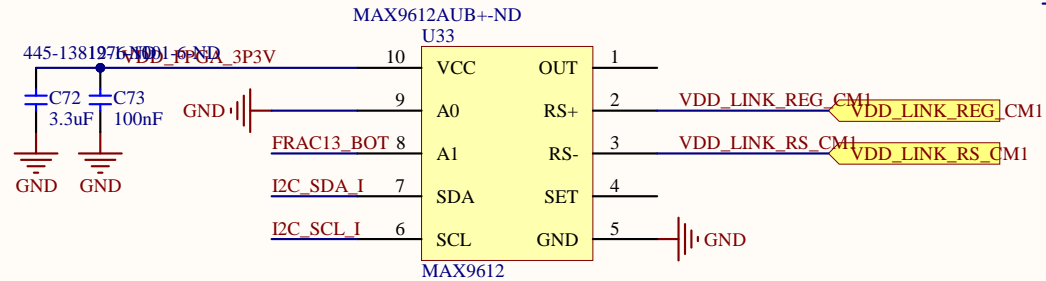 MAX9612AUB+-ND
U33
VDD_FPGA_3P3V
10 VCC OUT 1
C72 C73
3.3uF 100nF
GND 9 A0 RS+ 2 VDD_LINK_REG_CM1 VDD_LINK_REG_CM1
FRAC13_BOT 8 A1 RS- 3 VDD_LINK_RS_CM1 VDD_LINK_RS_CM1
GND GND
I2C_SDA_I 7 SDA SET 4
I2C_SCL_I 6 SCL GND 5 GND
MAX9612